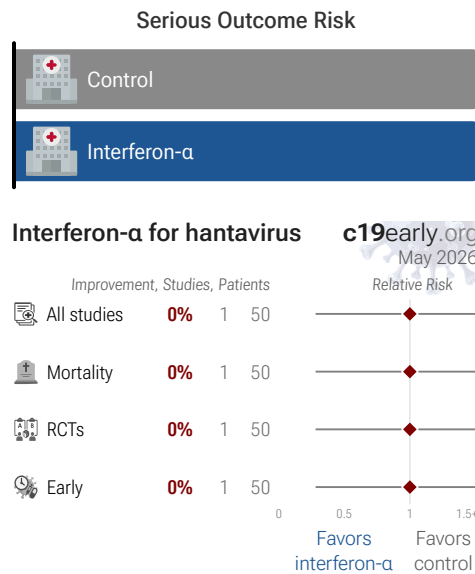 Serious Outcome Risk
Control
Interferon-α
Interferon-α for hantavirus
c19early.org
May 2026
Improvement, Studies, Patients
Relative Risk
All studies 0% 1 50
Mortality 0% 1 50
RCTs 0% 1 50
Early 0% 1 50
0 0.5 1 1.5+
Favors interferon-α
Favors control